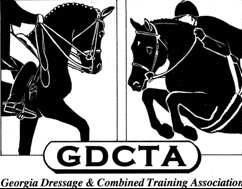 GDCTA
Georgia Dressage & Combined Training Association